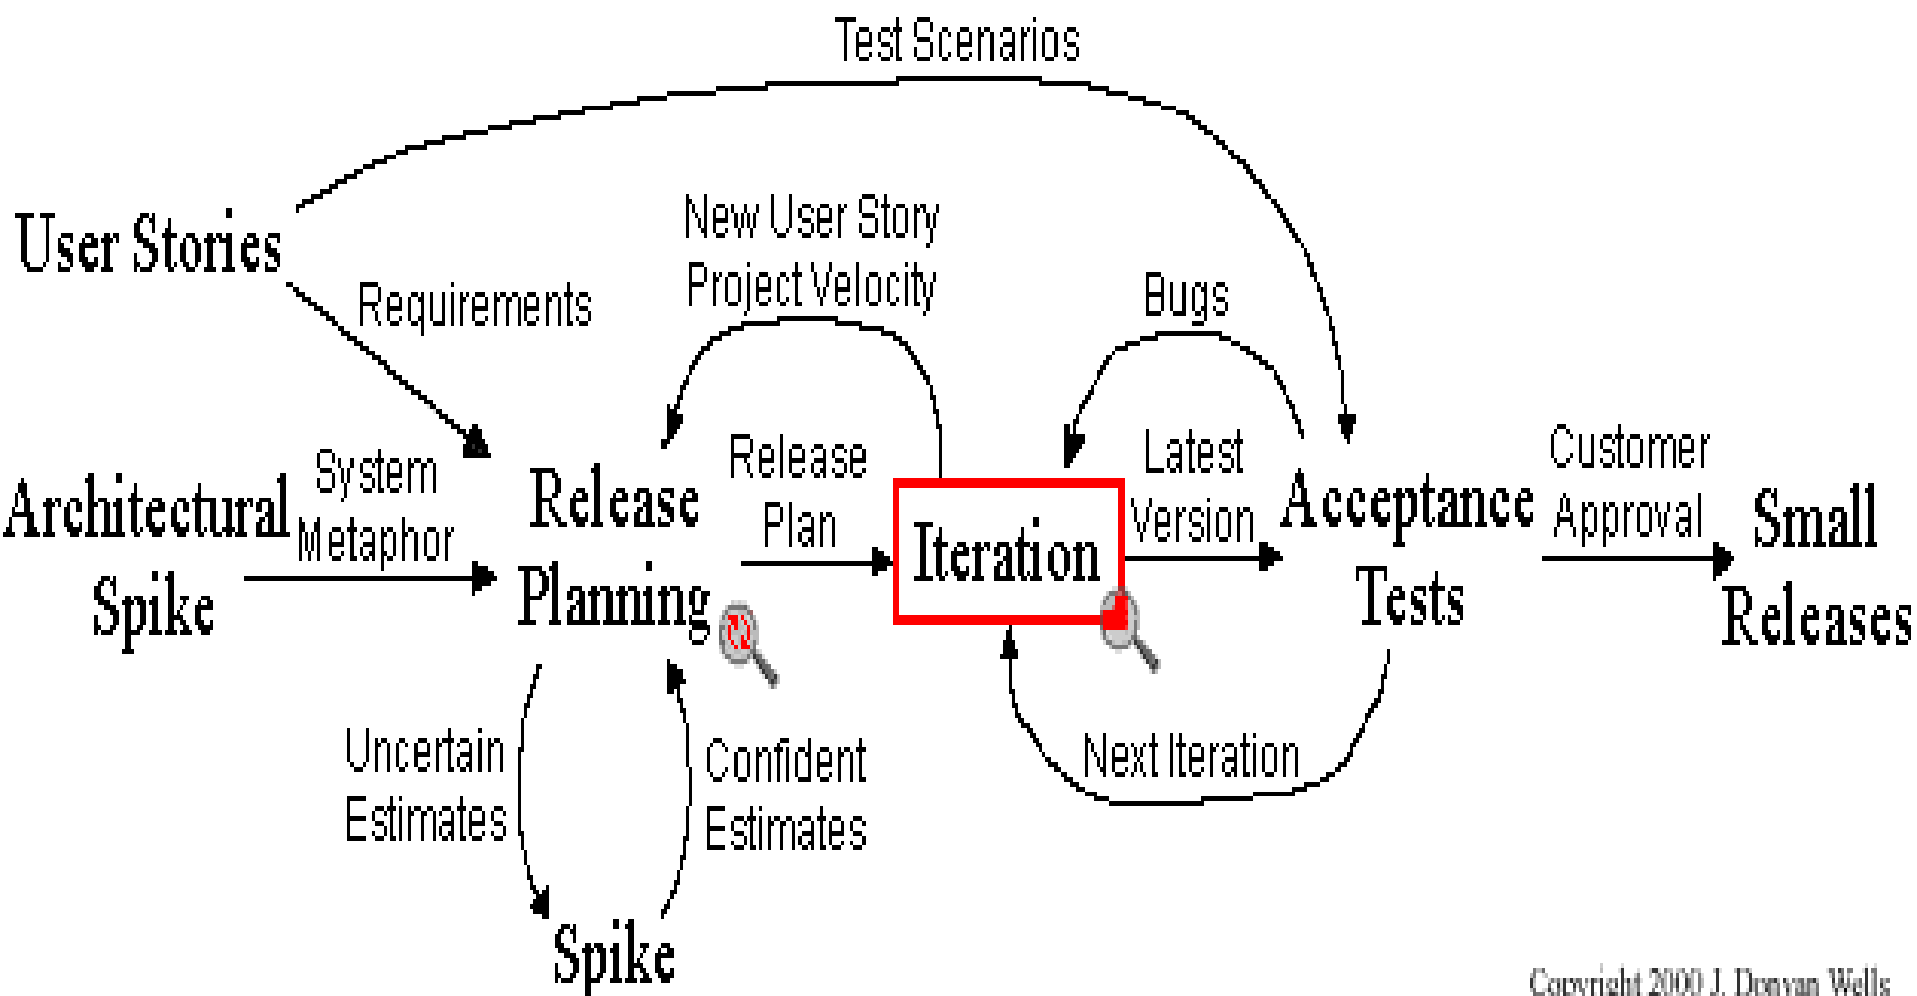 Test Scenarios
User Stories
New User Story
Project Velocity
Requirements
Bugs
Architectural
Spike
System
Metaphor
Release
Planning
Release
Plan
Iteration
Latest
Version
Acceptance
Tests
Customer
Approval
Small
Releases
Uncertain
Estimates
Confident
Estimates
Next Iteration
Spike
Copyright 2000 J. Donvan Wells